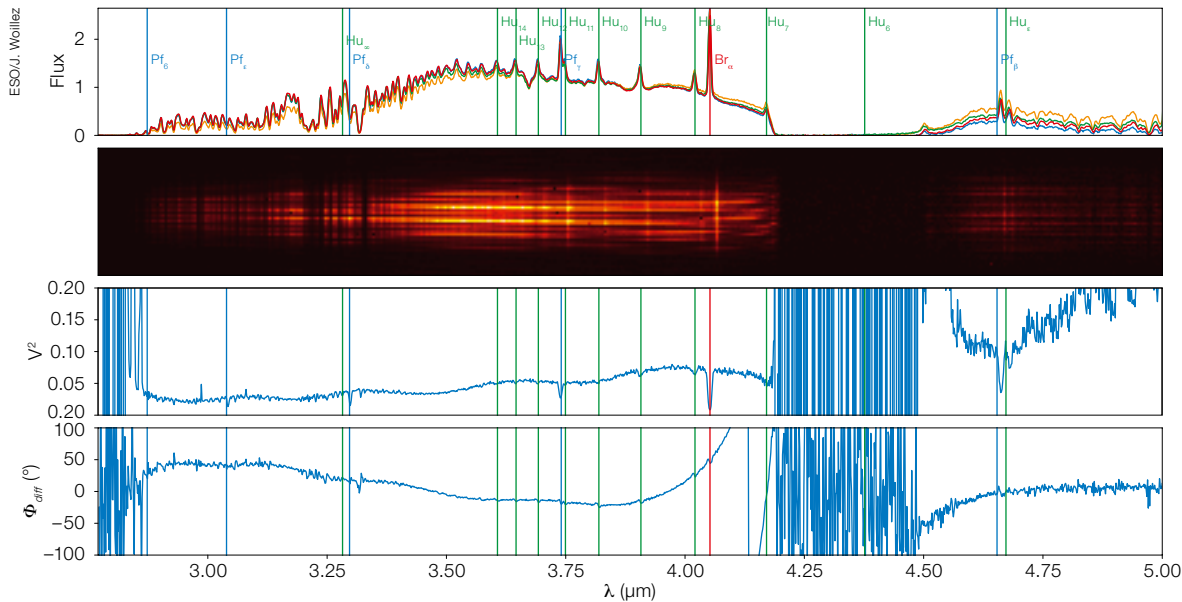 ESO/J. Woillez
Flux
2
1
0
Hu₁₄
Hu₁₂
Hu₁₁
Hu₁₀
Hu₉
Hu₈
Hu₇
Hu₆
Huε
Hu∞
Hu₁₃
Pf₆
Pfε
Pfδ
Pfγ
Brα
Pfβ
V²
0.20
0.15
0.10
0.05
0.20
Φdiff (°)
100
50
0
−50
−100
3.00 3.25 3.50 3.75 4.00 4.25 4.50 4.75 5.00
λ (μm)